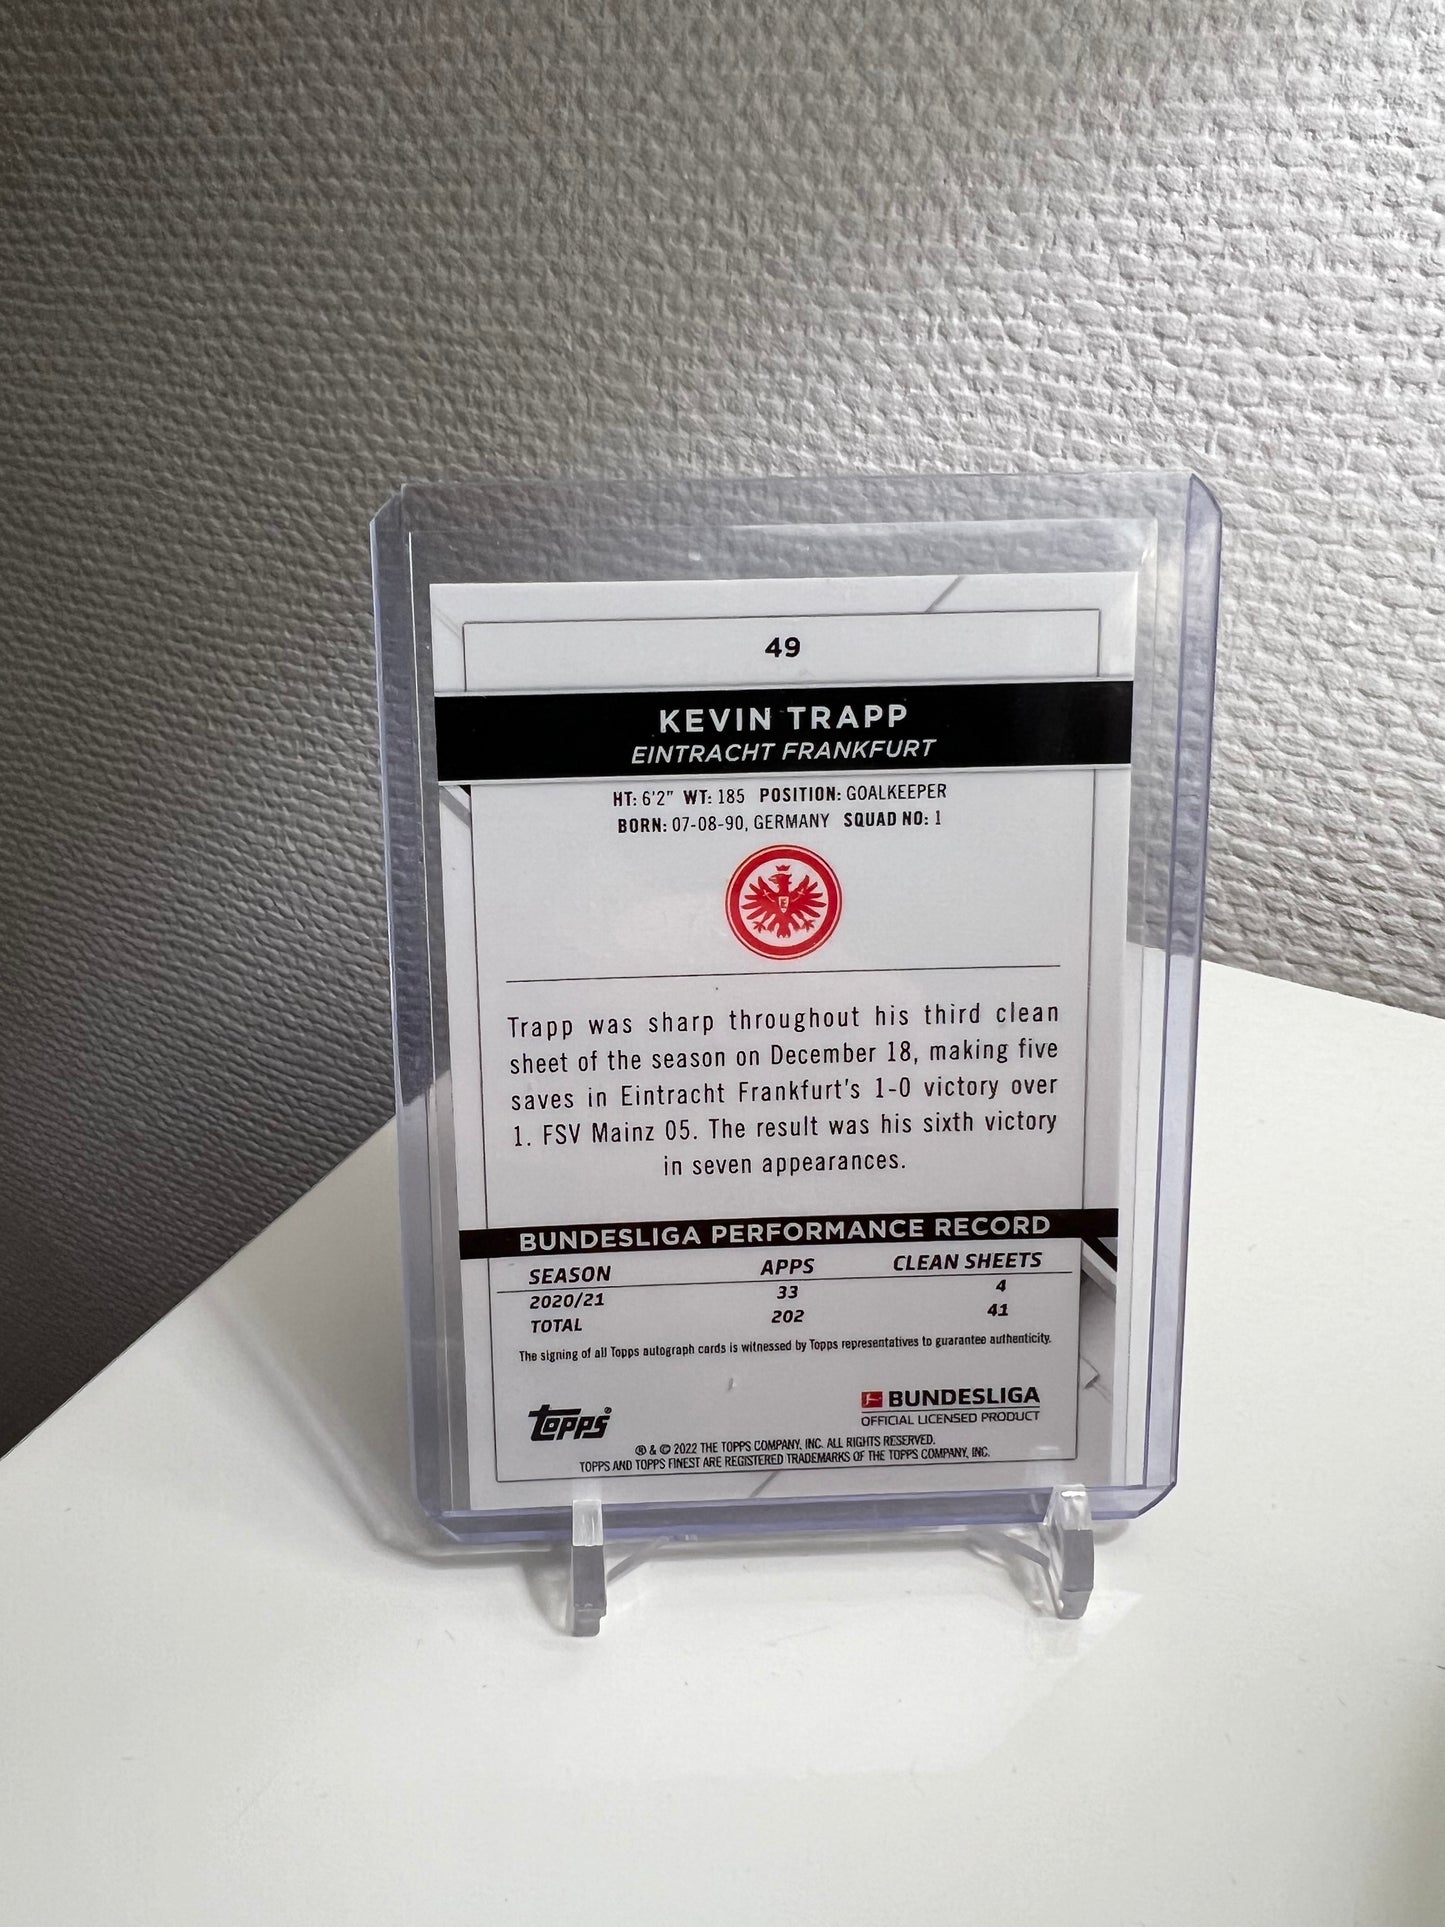 49
KEVIN TRAPP
EINTRACHT FRANKFURT
HT: 6'2" WT: 185 POSITION: GOALKEEPER
BORN: 07-08-90, GERMANY SQUAD NO: 1
Trapp was sharp throughout his third clean
sheet of the season on December 18, making five
saves in Eintracht Frankfurt's 1-0 victory over
1. FSV Mainz 05. The result was his sixth victory
in seven appearances.
BUNDESLIGA PERFORMANCE RECORD
SEASON APPS CLEAN SHEETS
2020/21 33 4
TOTAL 202 41
The signing of all Topps autograph cards is witnessed by Topps representatives to guarantee authenticity.
topps®
BUNDESLIGA
OFFICIAL LICENSED PRODUCT
® & © 2022 THE TOPPS COMPANY, INC. ALL RIGHTS RESERVED.
TOPPS AND TOPPS FINEST ARE REGISTERED TRADEMARKS OF THE TOPPS COMPANY, INC.